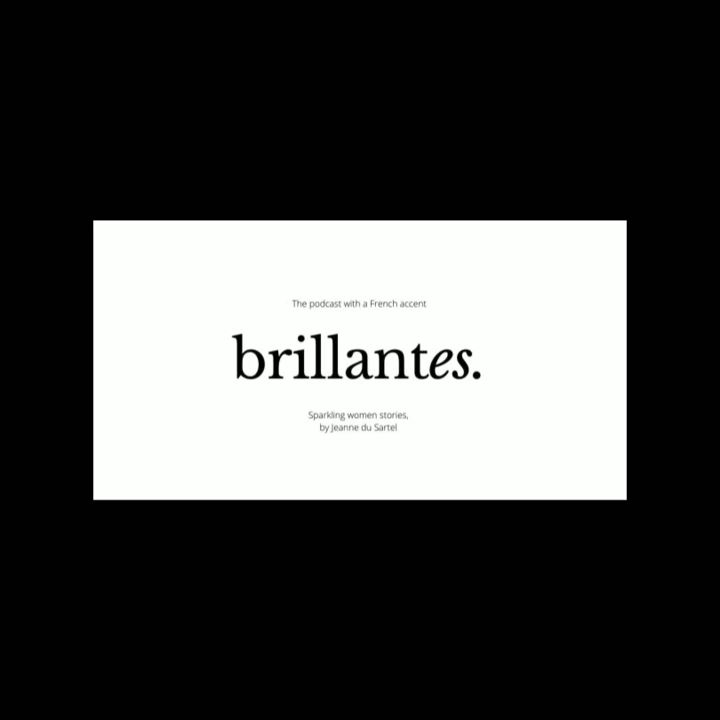 The podcast with a French accent
brillantes.
Sparkling women stories,
by Jeanne du Sartel